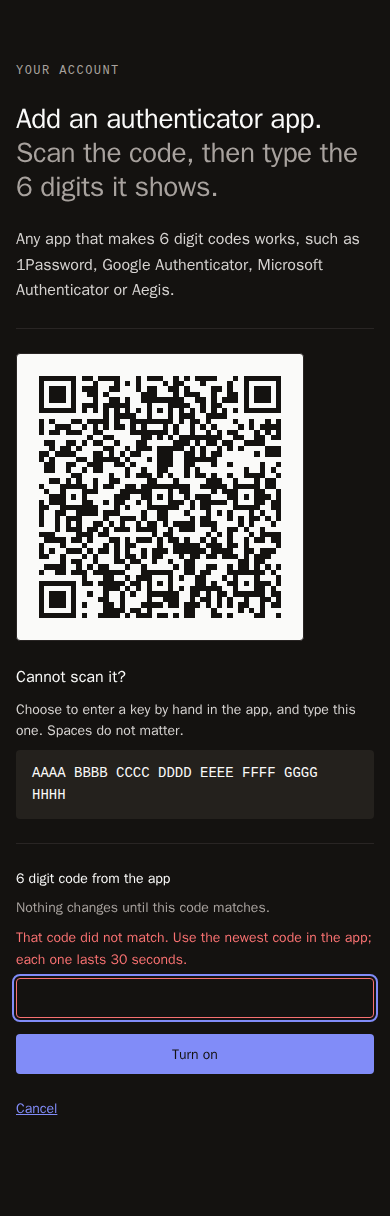 YOUR ACCOUNT
Add an authenticator app.
Scan the code, then type the
6 digits it shows.
Any app that makes 6 digit codes works, such as
1Password, Google Authenticator, Microsoft
Authenticator or Aegis.
Cannot scan it?
Choose to enter a key by hand in the app, and type this
one. Spaces do not matter.
AAAA BBBB CCCC DDDD EEEE FFFF GGGG
HHHH
6 digit code from the app
Nothing changes until this code matches.
That code did not match. Use the newest code in the app;
each one lasts 30 seconds.
Turn on
Cancel